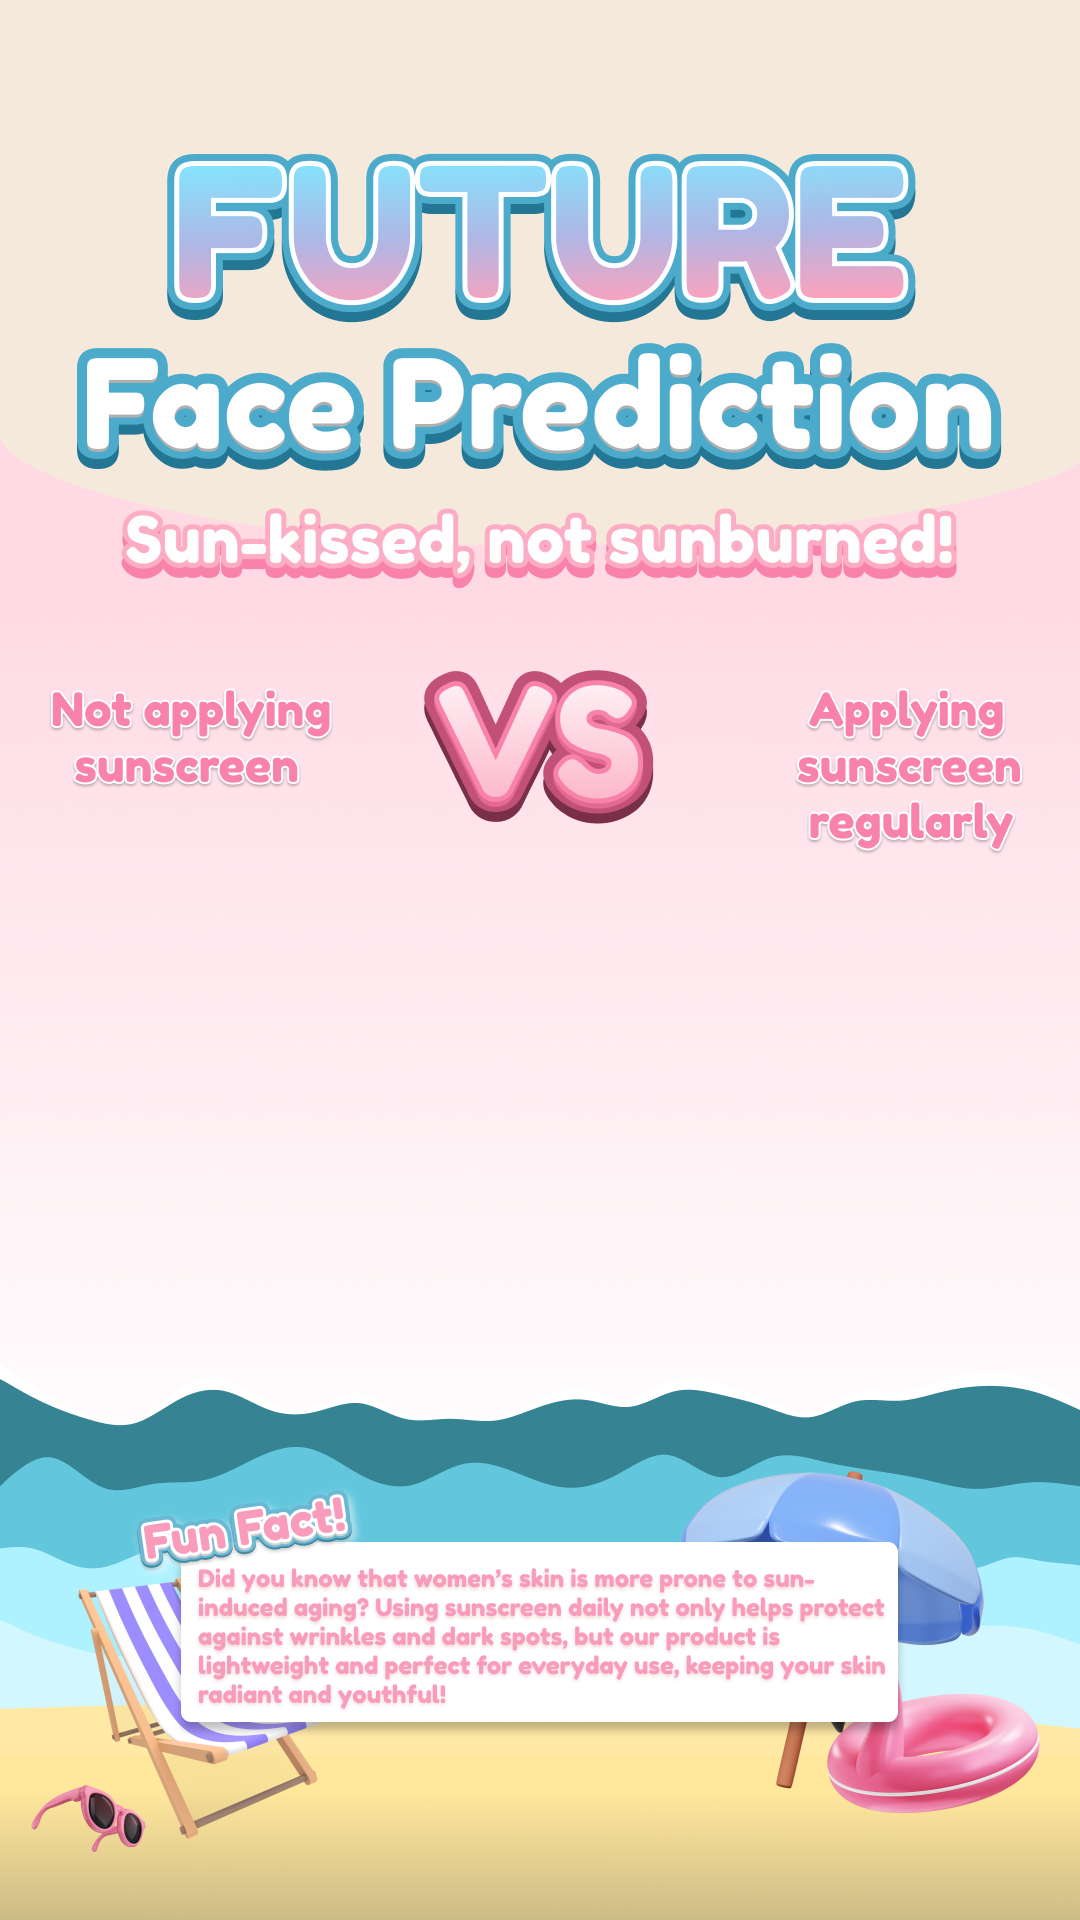 FUTURE
Face Prediction
Sun-kissed, not sunburned!
Not applying
sunscreen
VS
Applying
sunscreen
regularly
Fun Fact!
Did you know that women’s skin is more prone to sun-
induced aging? Using sunscreen daily not only helps protect
against wrinkles and dark spots, but our product is
lightweight and perfect for everyday use, keeping your skin
radiant and youthful!